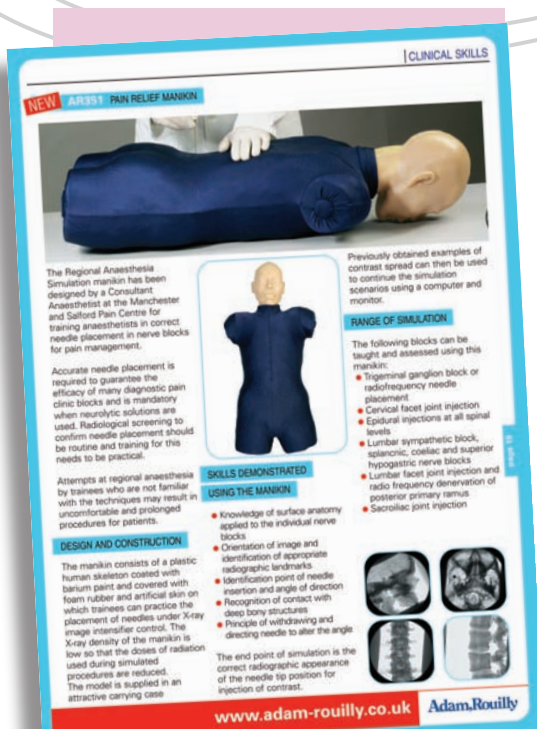 CLINICAL SKILLS
NEW AR351 PAIN RELIEF MANIKIN
The Regional Anaesthesia
Simulation manikin has been
designed by a Consultant
Anaesthetist at the Manchester
and Salford Pain Centre for
training anaesthetists in correct
needle placement in nerve blocks
for pain management.
Accurate needle placement is
required to guarantee the
efficacy of many diagnostic pain
clinic blocks and is mandatory
when neurolytic solutions are
used. Radiological screening to
confirm needle placement should
be routine and training for this
needs to be practical.
Attempts at regional anaesthesia
by trainees who are not familiar
with the techniques may result in
uncomfortable and prolonged
procedures for patients.
DESIGN AND CONSTRUCTION
The manikin consists of a plastic
human skeleton coated with
barium paint and covered with
foam rubber and artificial skin on
which trainees can practice the
placement of needles under X-ray
image intensifier control. The
X-ray density of the manikin is
low so that the doses of radiation
used during simulated
procedures are reduced.
The model is supplied in an
attractive carrying case
SKILLS DEMONSTRATED
USING THE MANIKIN
● Knowledge of surface anatomy
applied to the individual nerve
blocks
● Orientation of image and
identification of appropriate
radiographic landmarks
● Identification point of needle
insertion and angle of direction
● Recognition of contact with
deep bony structures
● Principle of withdrawing and
directing needle to alter the angle
The end point of simulation is the
correct radiographic appearance
of the needle tip position for
injection of contrast.
Previously obtained examples of
contrast spread can then be used
to continue the simulation
scenarios using a computer and
monitor.
RANGE OF SIMULATION
The following blocks can be
taught and assessed using this
manikin:
● Trigeminal ganglion block or
radiofrequency needle
placement
● Cervical facet joint injection
● Epidural injections at all spinal
levels
● Lumbar sympathetic block,
splancnic, coeliac and superior
hypogastric nerve blocks
● Lumbar facet joint injection and
radio frequency denervation of
posterior primary ramus
● Sacroiliac joint injection
page
www.adam-rouilly.co.uk
Adam,Rouilly